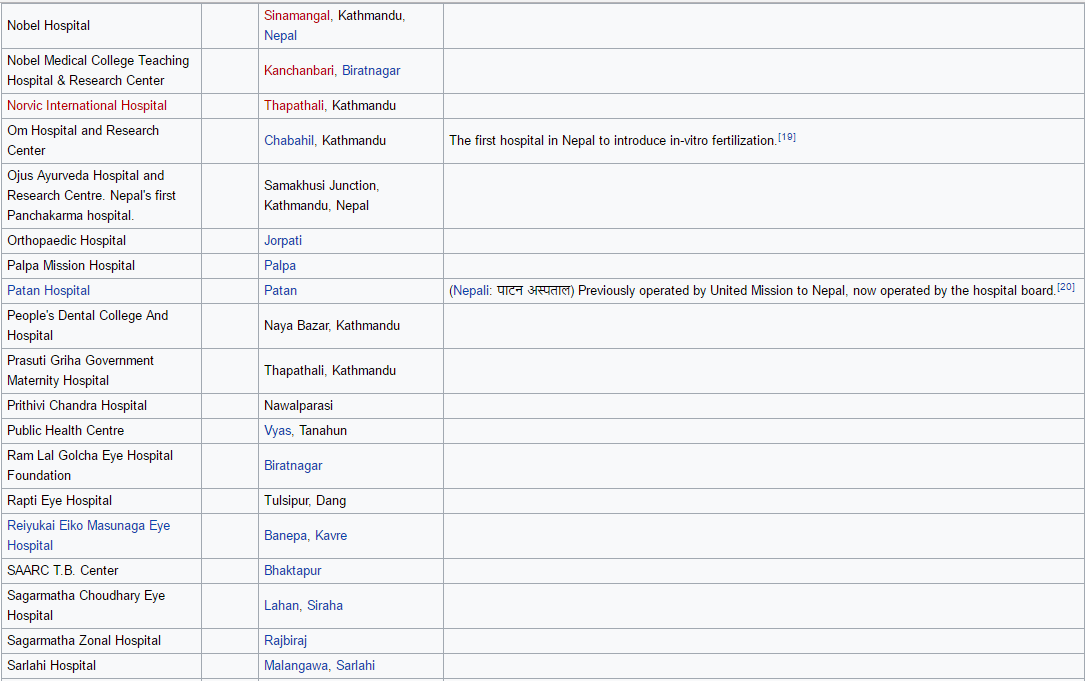 Nobel Hospital
Sinamangal, Kathmandu,
Nepal
Nobel Medical College Teaching
Hospital & Research Center
Kanchanbari, Biratnagar
Norvic International Hospital
Thapathali, Kathmandu
Om Hospital and Research
Center
Chabahil, Kathmandu
The first hospital in Nepal to introduce in-vitro fertilization.[19]
Ojus Ayurveda Hospital and
Research Centre. Nepal's first
Panchakarma hospital.
Samakhusi Junction,
Kathmandu, Nepal
Orthopaedic Hospital
Jorpati
Palpa Mission Hospital
Palpa
Patan Hospital
Patan
(Nepali: पाटन अस्पताल) Previously operated by United Mission to Nepal, now operated by the hospital board.[20]
People's Dental College And
Hospital
Naya Bazar, Kathmandu
Prasuti Griha Government
Maternity Hospital
Thapathali, Kathmandu
Prithivi Chandra Hospital
Nawalparasi
Public Health Centre
Vyas, Tanahun
Ram Lal Golcha Eye Hospital
Foundation
Biratnagar
Rapti Eye Hospital
Tulsipur, Dang
Reiyukai Eiko Masunaga Eye
Hospital
Banepa, Kavre
SAARC T.B. Center
Bhaktapur
Sagarmatha Choudhary Eye
Hospital
Lahan, Siraha
Sagarmatha Zonal Hospital
Rajbiraj
Sarlahi Hospital
Malangawa, Sarlahi